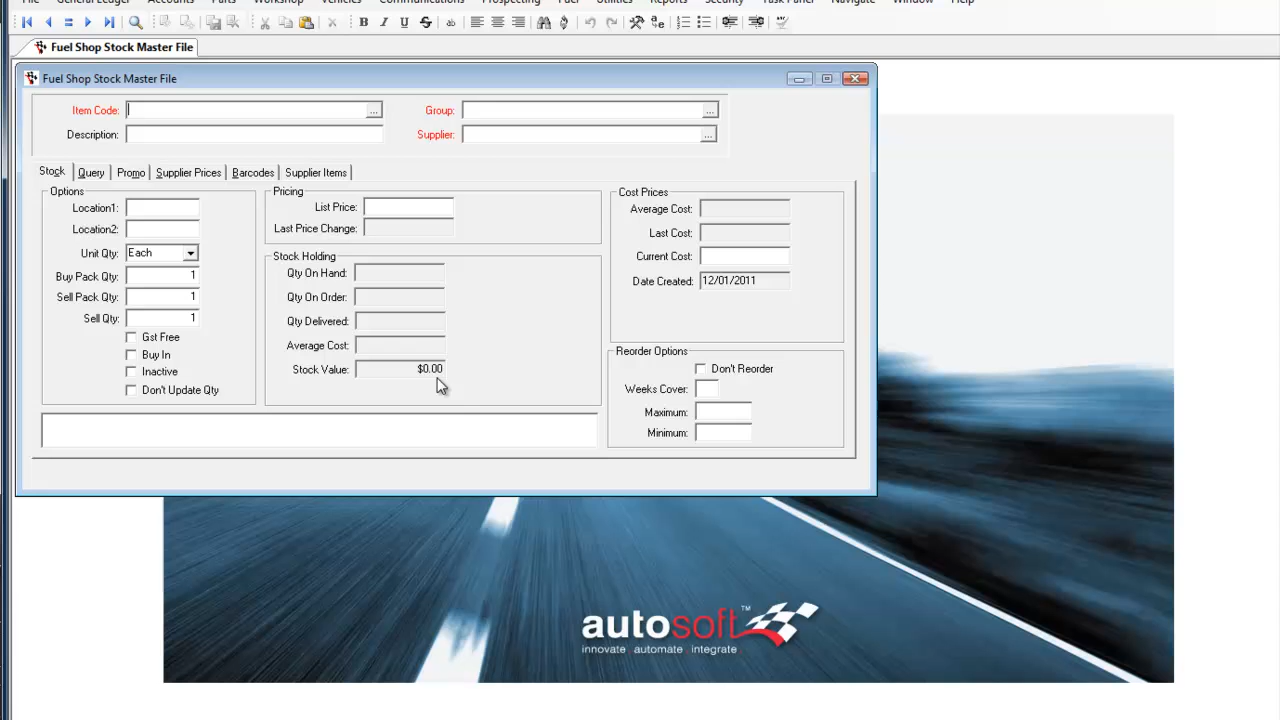 File General Ledger Accounts Parts Workshop Vehicles Communications Prospecting Fuel Utilities Reports Security Task Panel Navigate Window Help
B I U S ab
Fuel Shop Stock Master File
Fuel Shop Stock Master File
Item Code: ... Group: ...
Description: Supplier: ...
Stock Query Promo Supplier Prices Barcodes Supplier Items
Options
Location1:
Location2:
Unit Qty: Each
Buy Pack Qty: 1
Sell Pack Qty: 1
Sell Qty: 1
Gst Free
Buy In
Inactive
Don't Update Qty
Pricing
List Price:
Last Price Change:
Stock Holding
Qty On Hand:
Qty On Order:
Qty Delivered:
Average Cost:
Stock Value: $0.00
Cost Prices
Average Cost:
Last Cost:
Current Cost:
Date Created: 12/01/2011
Reorder Options
Don't Reorder
Weeks Cover:
Maximum:
Minimum:
autosoft™
innovate automate integrate